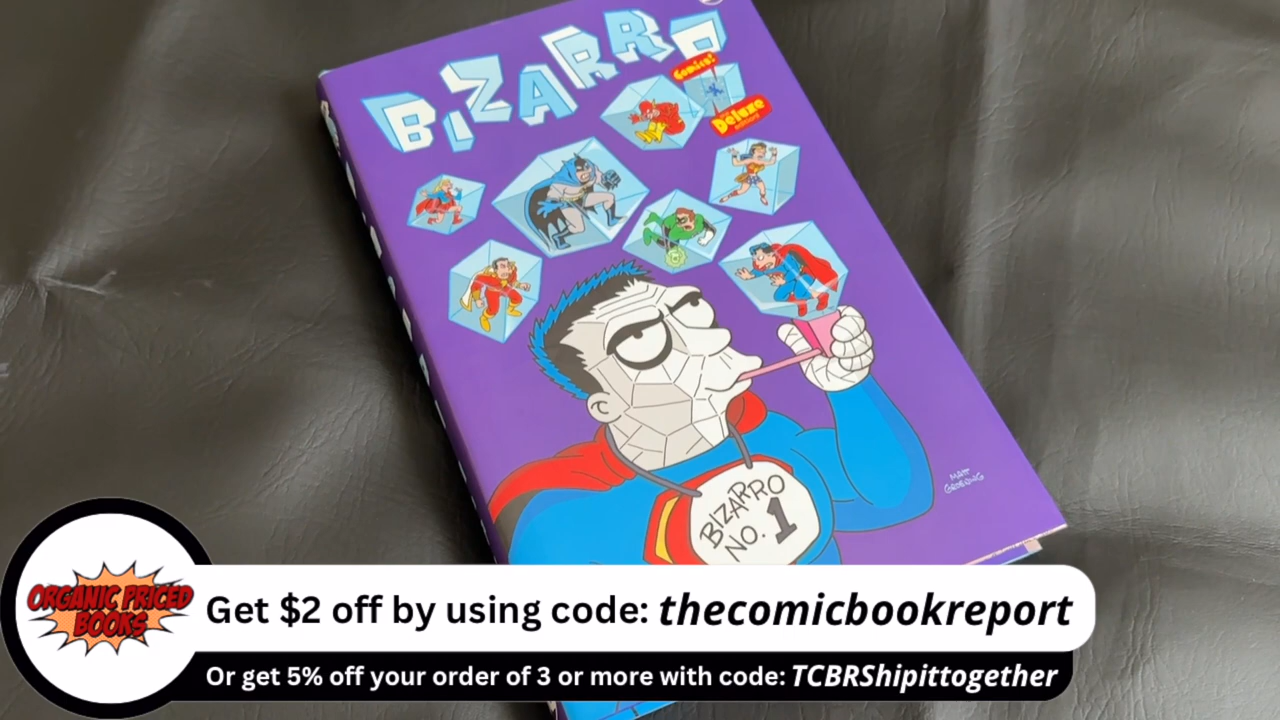 BIZARRO
Comics!
Deluxe
BIZARRO
NO. 1
MATT
GROENING
ORGANIC PRICED
BOOKS
Get $2 off by using code: thecomicbookreport
Or get 5% off your order of 3 or more with code: TCBRShipittogether